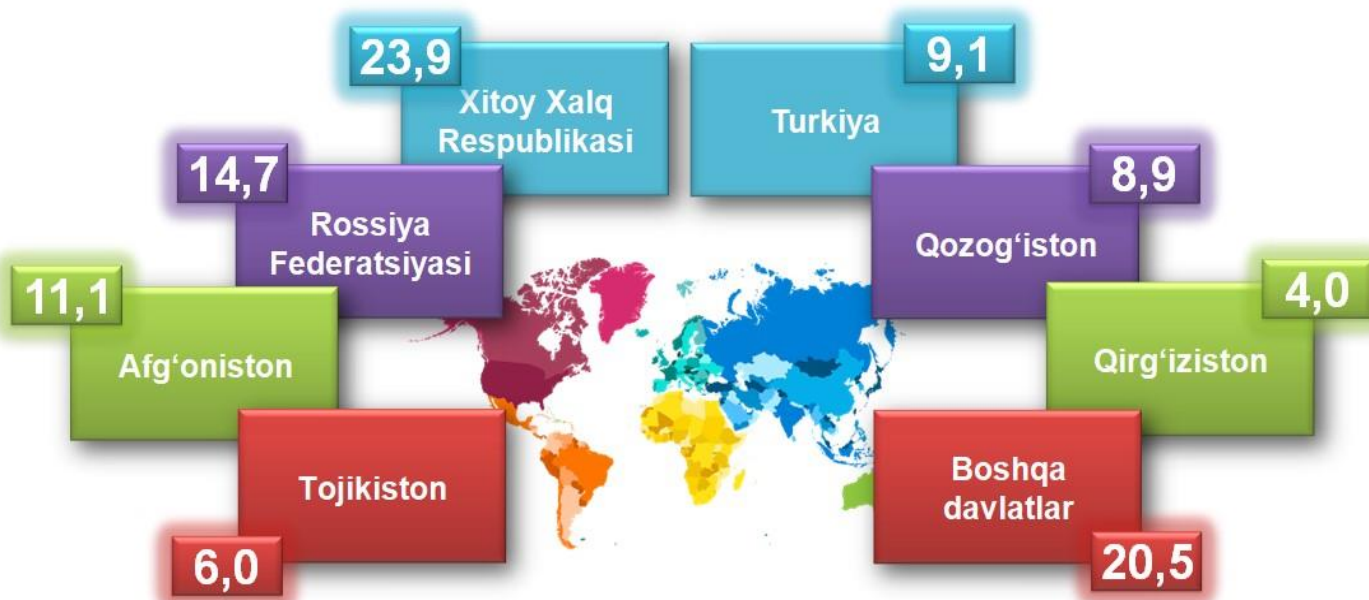 23,9
Xitoy Xalq
Respublikasi
9,1
Turkiya
14,7
Rossiya
Federatsiyasi
8,9
Qozog‘iston
11,1
Afg‘oniston
4,0
Qirg‘iziston
Tojikiston
6,0
Boshqa
davlatlar
20,5